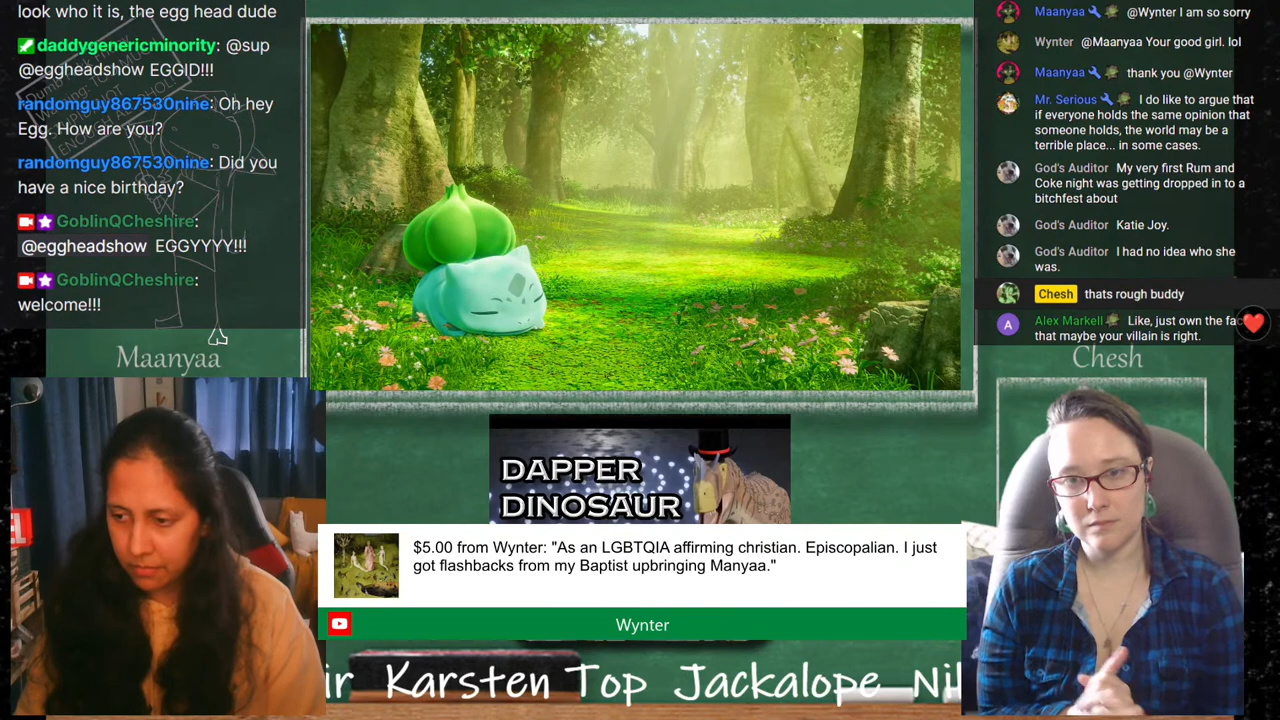 look who it is, the egg head dude
daddygenericminority: @sup
@eggheadshow EGGID!!!
randomguy867530nine: Oh hey
Egg. How are you?
randomguy867530nine: Did you
have a nice birthday?
GoblinQCheshire:
@eggheadshow EGGYYYY!!!
GoblinQCheshire:
welcome!!!
Maanyaa
Maanyaa @Wynter I am so sorry
Wynter @Maanyaa Your good girl. lol
Maanyaa thank you @Wynter
Mr. Serious I do like to argue that
if everyone holds the same opinion that
someone holds, the world may be a
terrible place... in some cases.
God's Auditor My very first Rum and
Coke night was getting dropped in to a
bitchfest about
God's Auditor Katie Joy.
God's Auditor I had no idea who she
was.
Chesh thats rough buddy
A Alex Markell Like, just own the fac
that maybe your villain is right.
Chesh
DAPPER
DINOSAUR
$5.00 from Wynter: "As an LGBTQIA affirming christian. Episcopalian. I just
got flashbacks from my Baptist upbringing Manyaa."
Wynter
ir Karsten Top Jackalope Nil